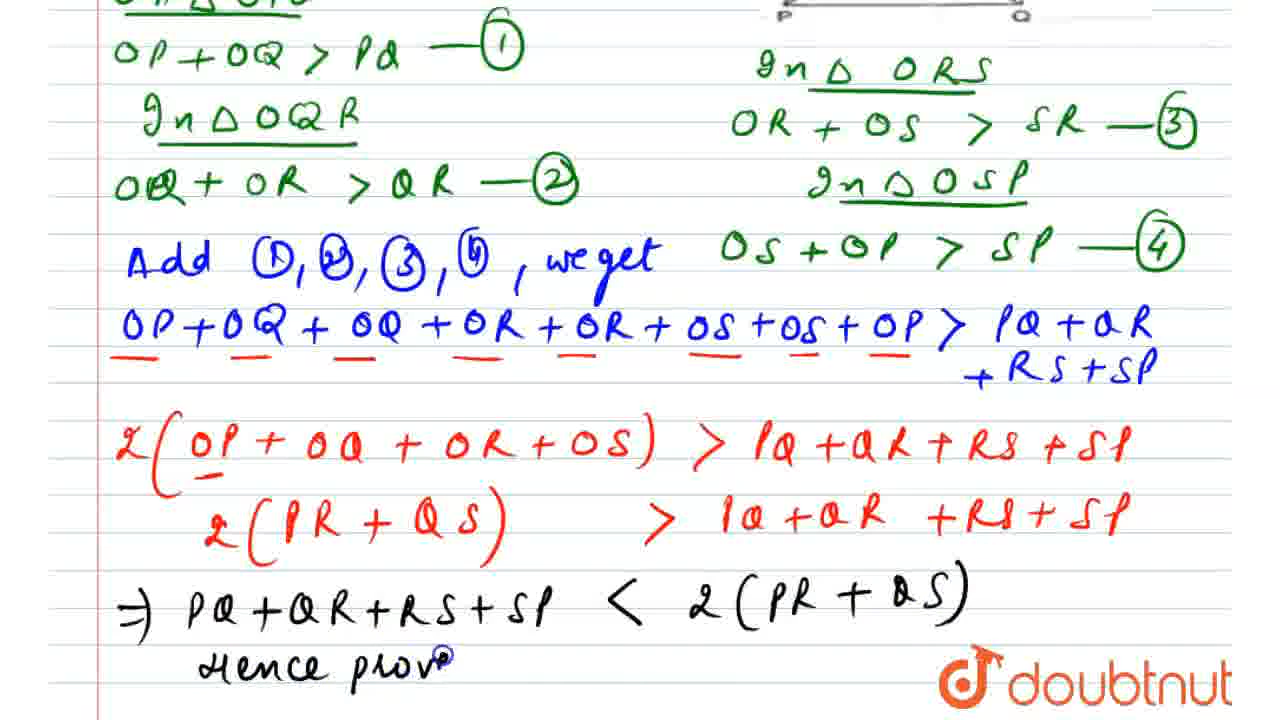 OP + OQ > PQ — ①
In △ OQR
OQ + OR > QR — ②
P Q
In △ ORS
OR + OS > SR — ③
In △ OSP
OS + OP > SP — ④
Add ①, ②, ③, ④, we get
OP + OQ + OQ + OR + OR + OS + OS + OP > PQ + QR
+ RS + SP
2(OP + OQ + OR + OS) > PQ + QR + RS + SP
2(PR + QS) > PQ + QR + RS + SP
⇒ PQ + QR + RS + SP < 2(PR + QS)
Hence prove
doubtnut